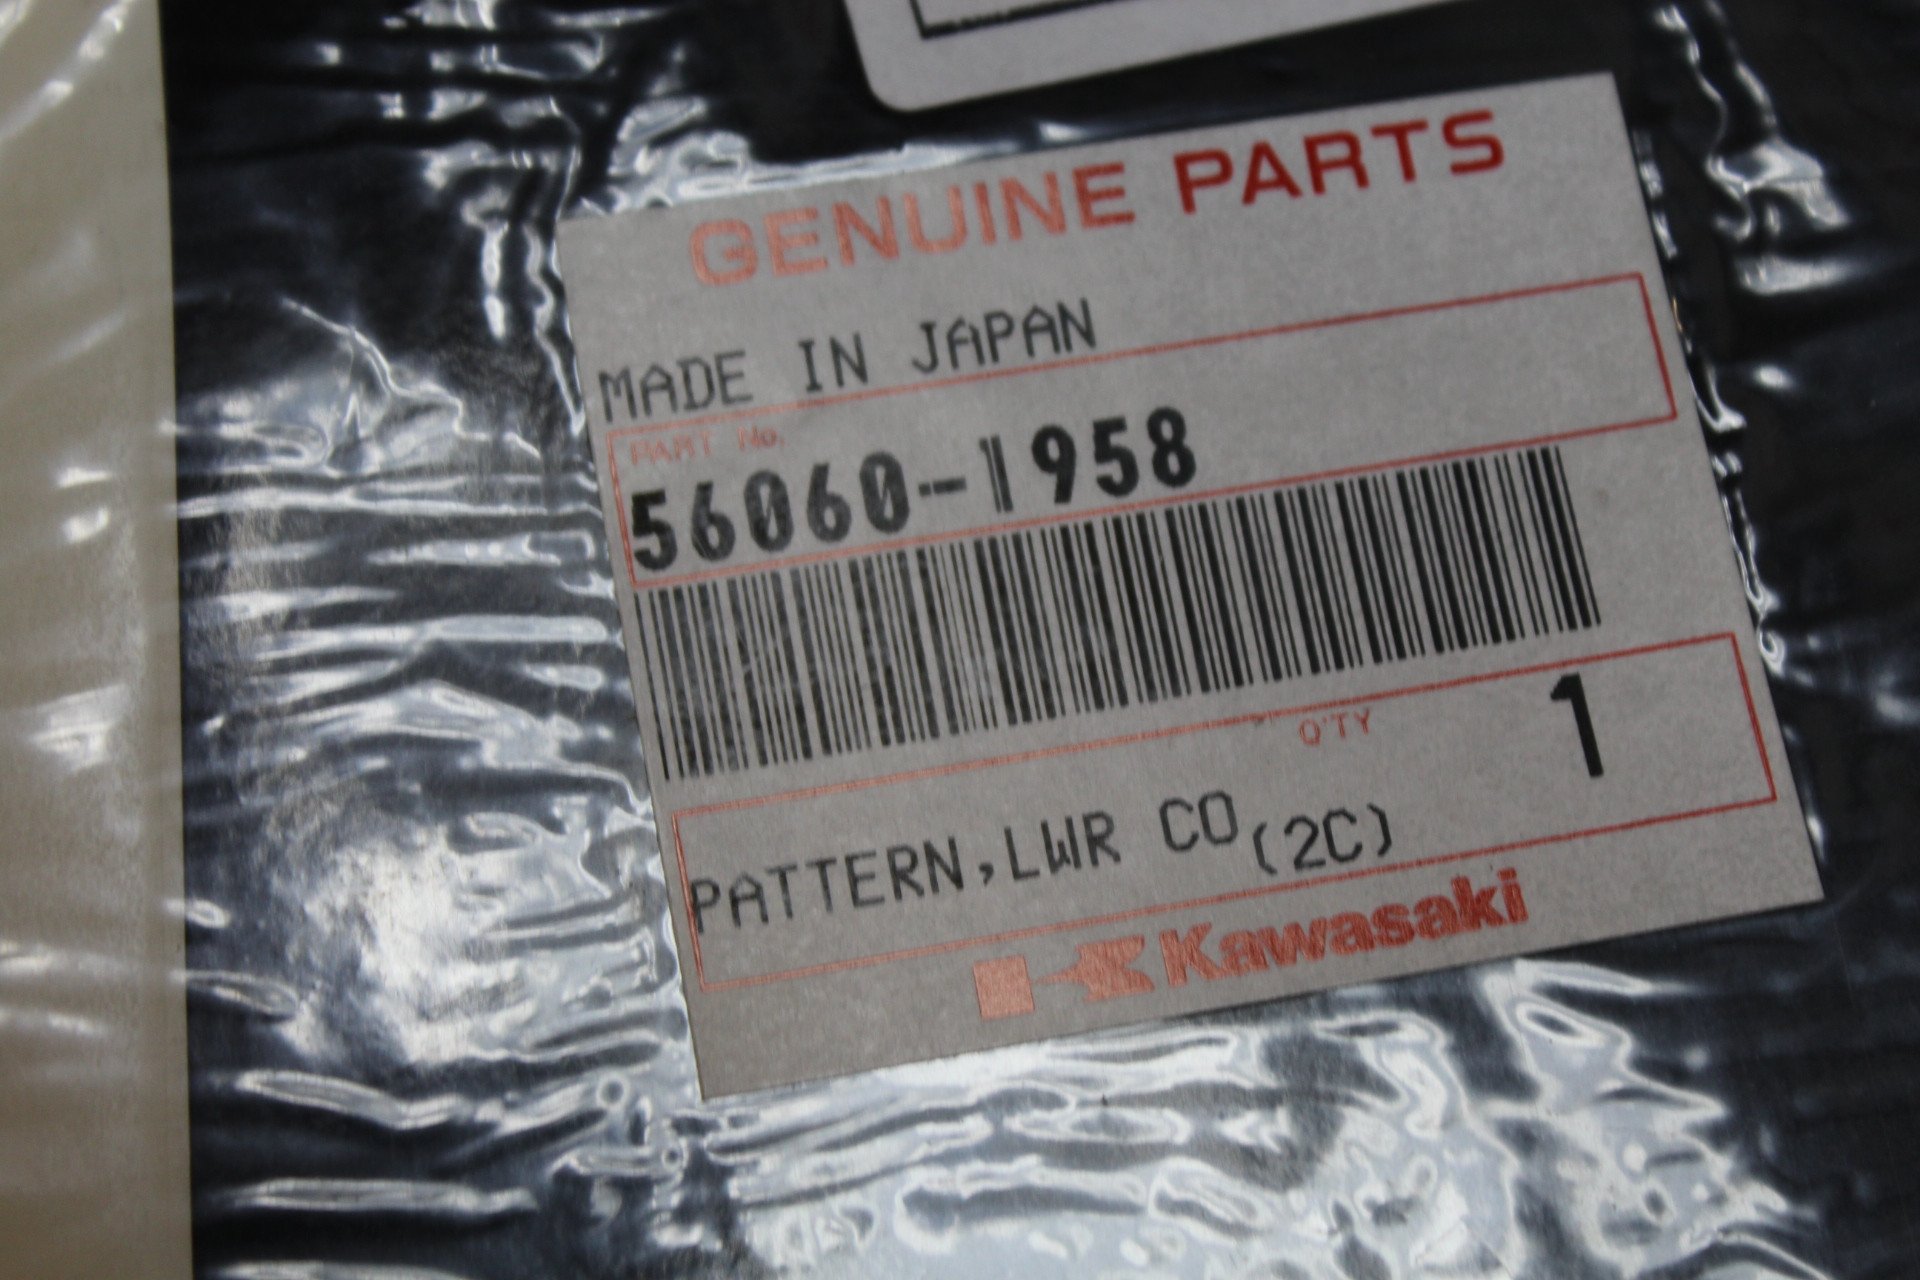 GENUINE PARTS
MADE IN JAPAN
PART No.
56060-1958
Q'TY
1
PATTERN,LWR CO(2C)
Kawasaki